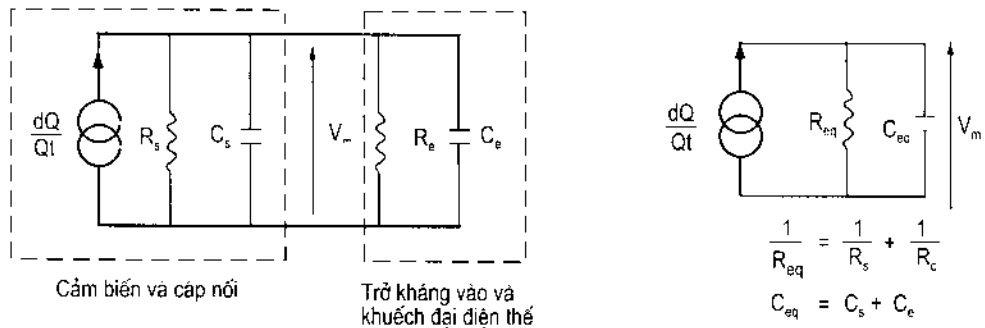 dQ
Qt
R_s
C_s
V_m
R_e
C_e
Cảm biến và cáp nối
Trở kháng vào và
khuếch đại điện thế
dQ
Qt
R_eq
C_eq
V_m
1/R_eq = 1/R_s + 1/R_c
C_eq = C_s + C_e